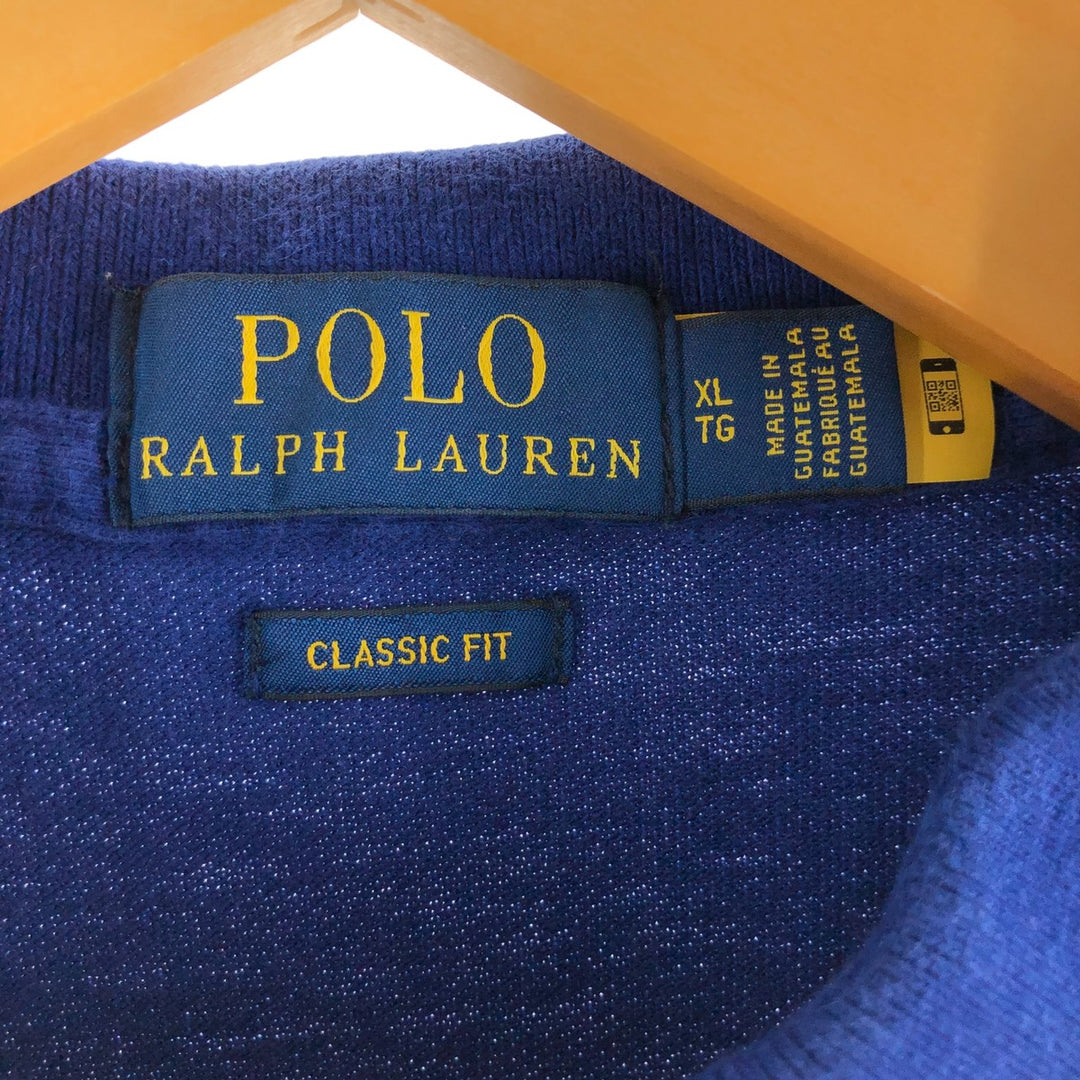 POLO
RALPH LAUREN
XL
TG
MADE IN
GUATEMALA
FABRIQUÉ AU
GUATEMALA
CLASSIC FIT